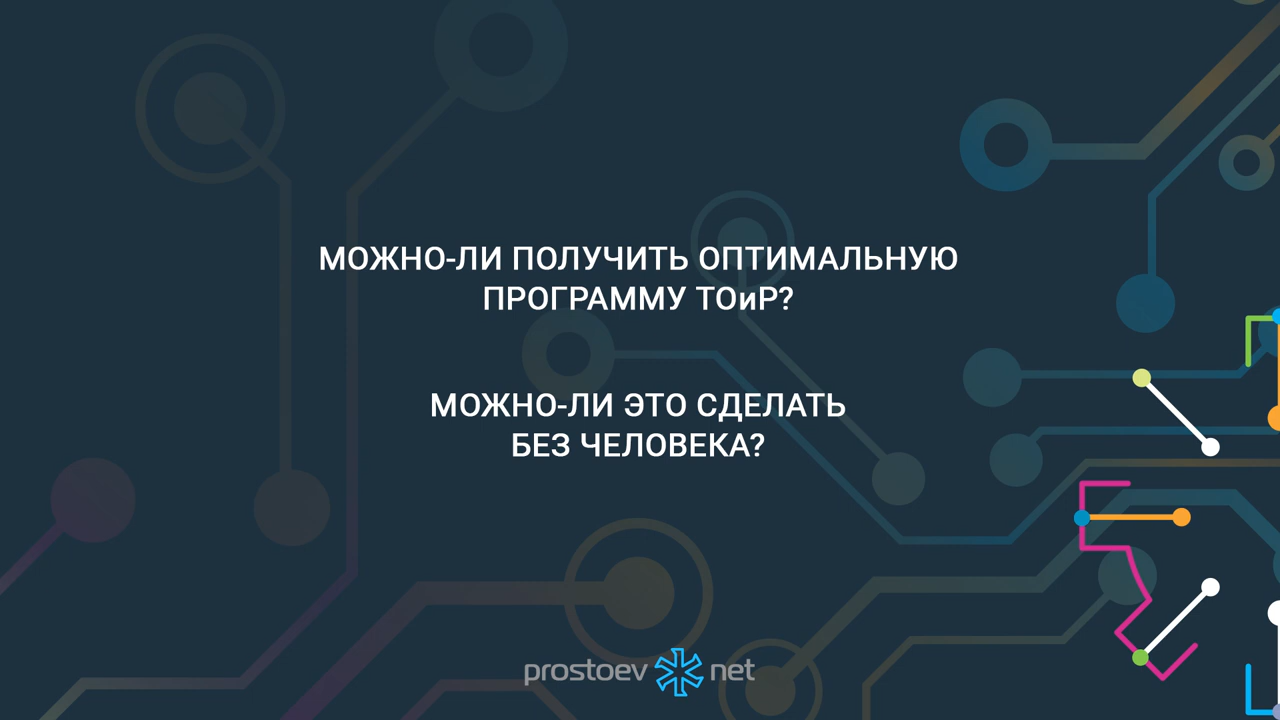 МОЖНО-ЛИ ПОЛУЧИТЬ ОПТИМАЛЬНУЮ
ПРОГРАММУ ТОиР?
МОЖНО-ЛИ ЭТО СДЕЛАТЬ
БЕЗ ЧЕЛОВЕКА?
prostoev net